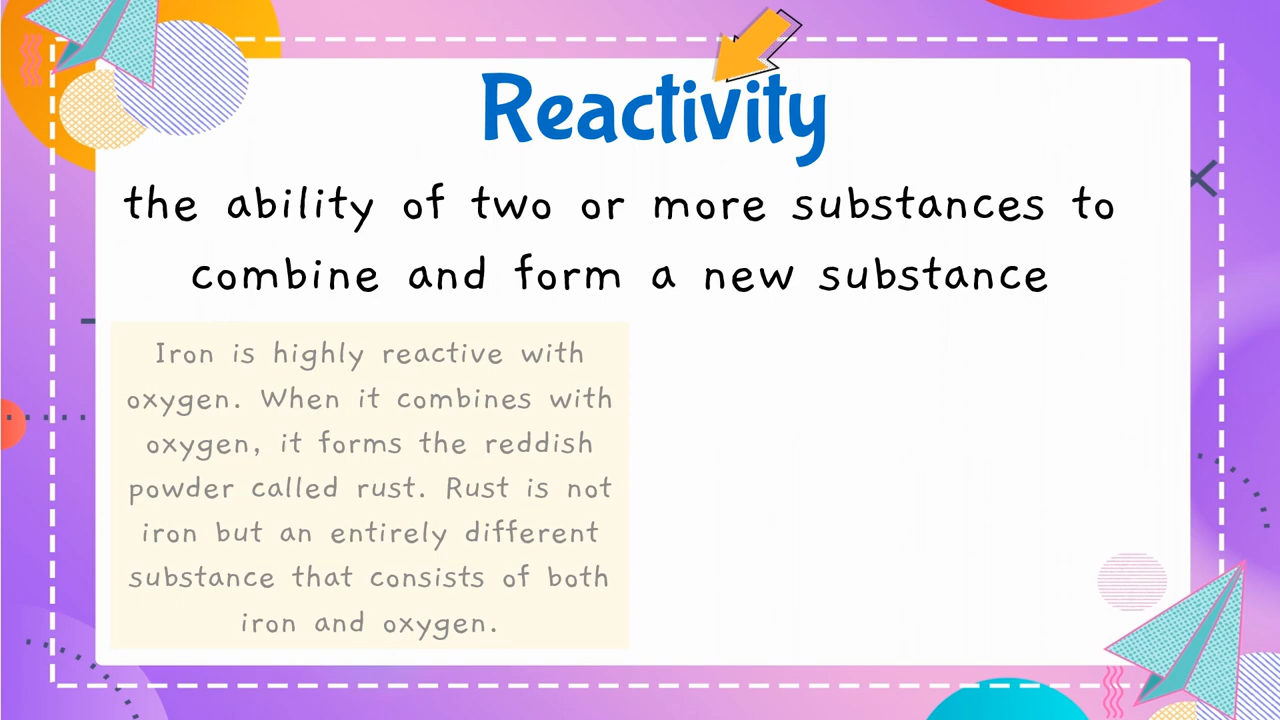 Reactivity
the ability of two or more substances to
combine and form a new substance
Iron is highly reactive with
oxygen. When it combines with
oxygen, it forms the reddish
powder called rust. Rust is not
iron but an entirely different
substance that consists of both
iron and oxygen.